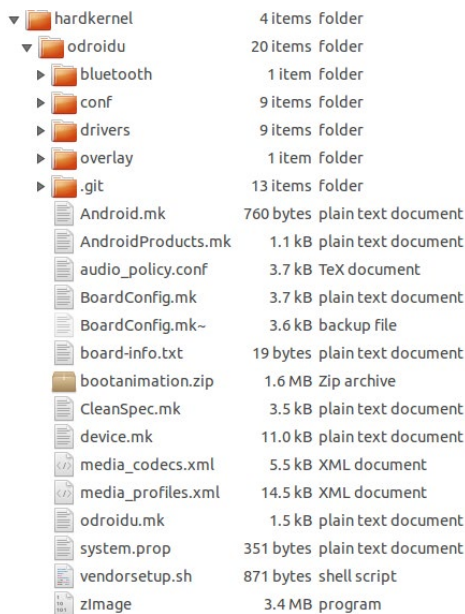 hardkernel 4 items folder
odroidu 20 items folder
bluetooth 1 item folder
conf 9 items folder
drivers 9 items folder
overlay 1 item folder
.git 13 items folder
Android.mk 760 bytes plain text document
AndroidProducts.mk 1.1 kB plain text document
audio_policy.conf 3.7 kB TeX document
BoardConfig.mk 3.7 kB plain text document
BoardConfig.mk~ 3.6 kB backup file
board-info.txt 19 bytes plain text document
bootanimation.zip 1.6 MB Zip archive
CleanSpec.mk 3.5 kB plain text document
device.mk 11.0 kB plain text document
media_codecs.xml 5.5 kB XML document
media_profiles.xml 14.5 kB XML document
odroidu.mk 1.5 kB plain text document
system.prop 351 bytes plain text document
vendorsetup.sh 871 bytes shell script
zImage 3.4 MB program